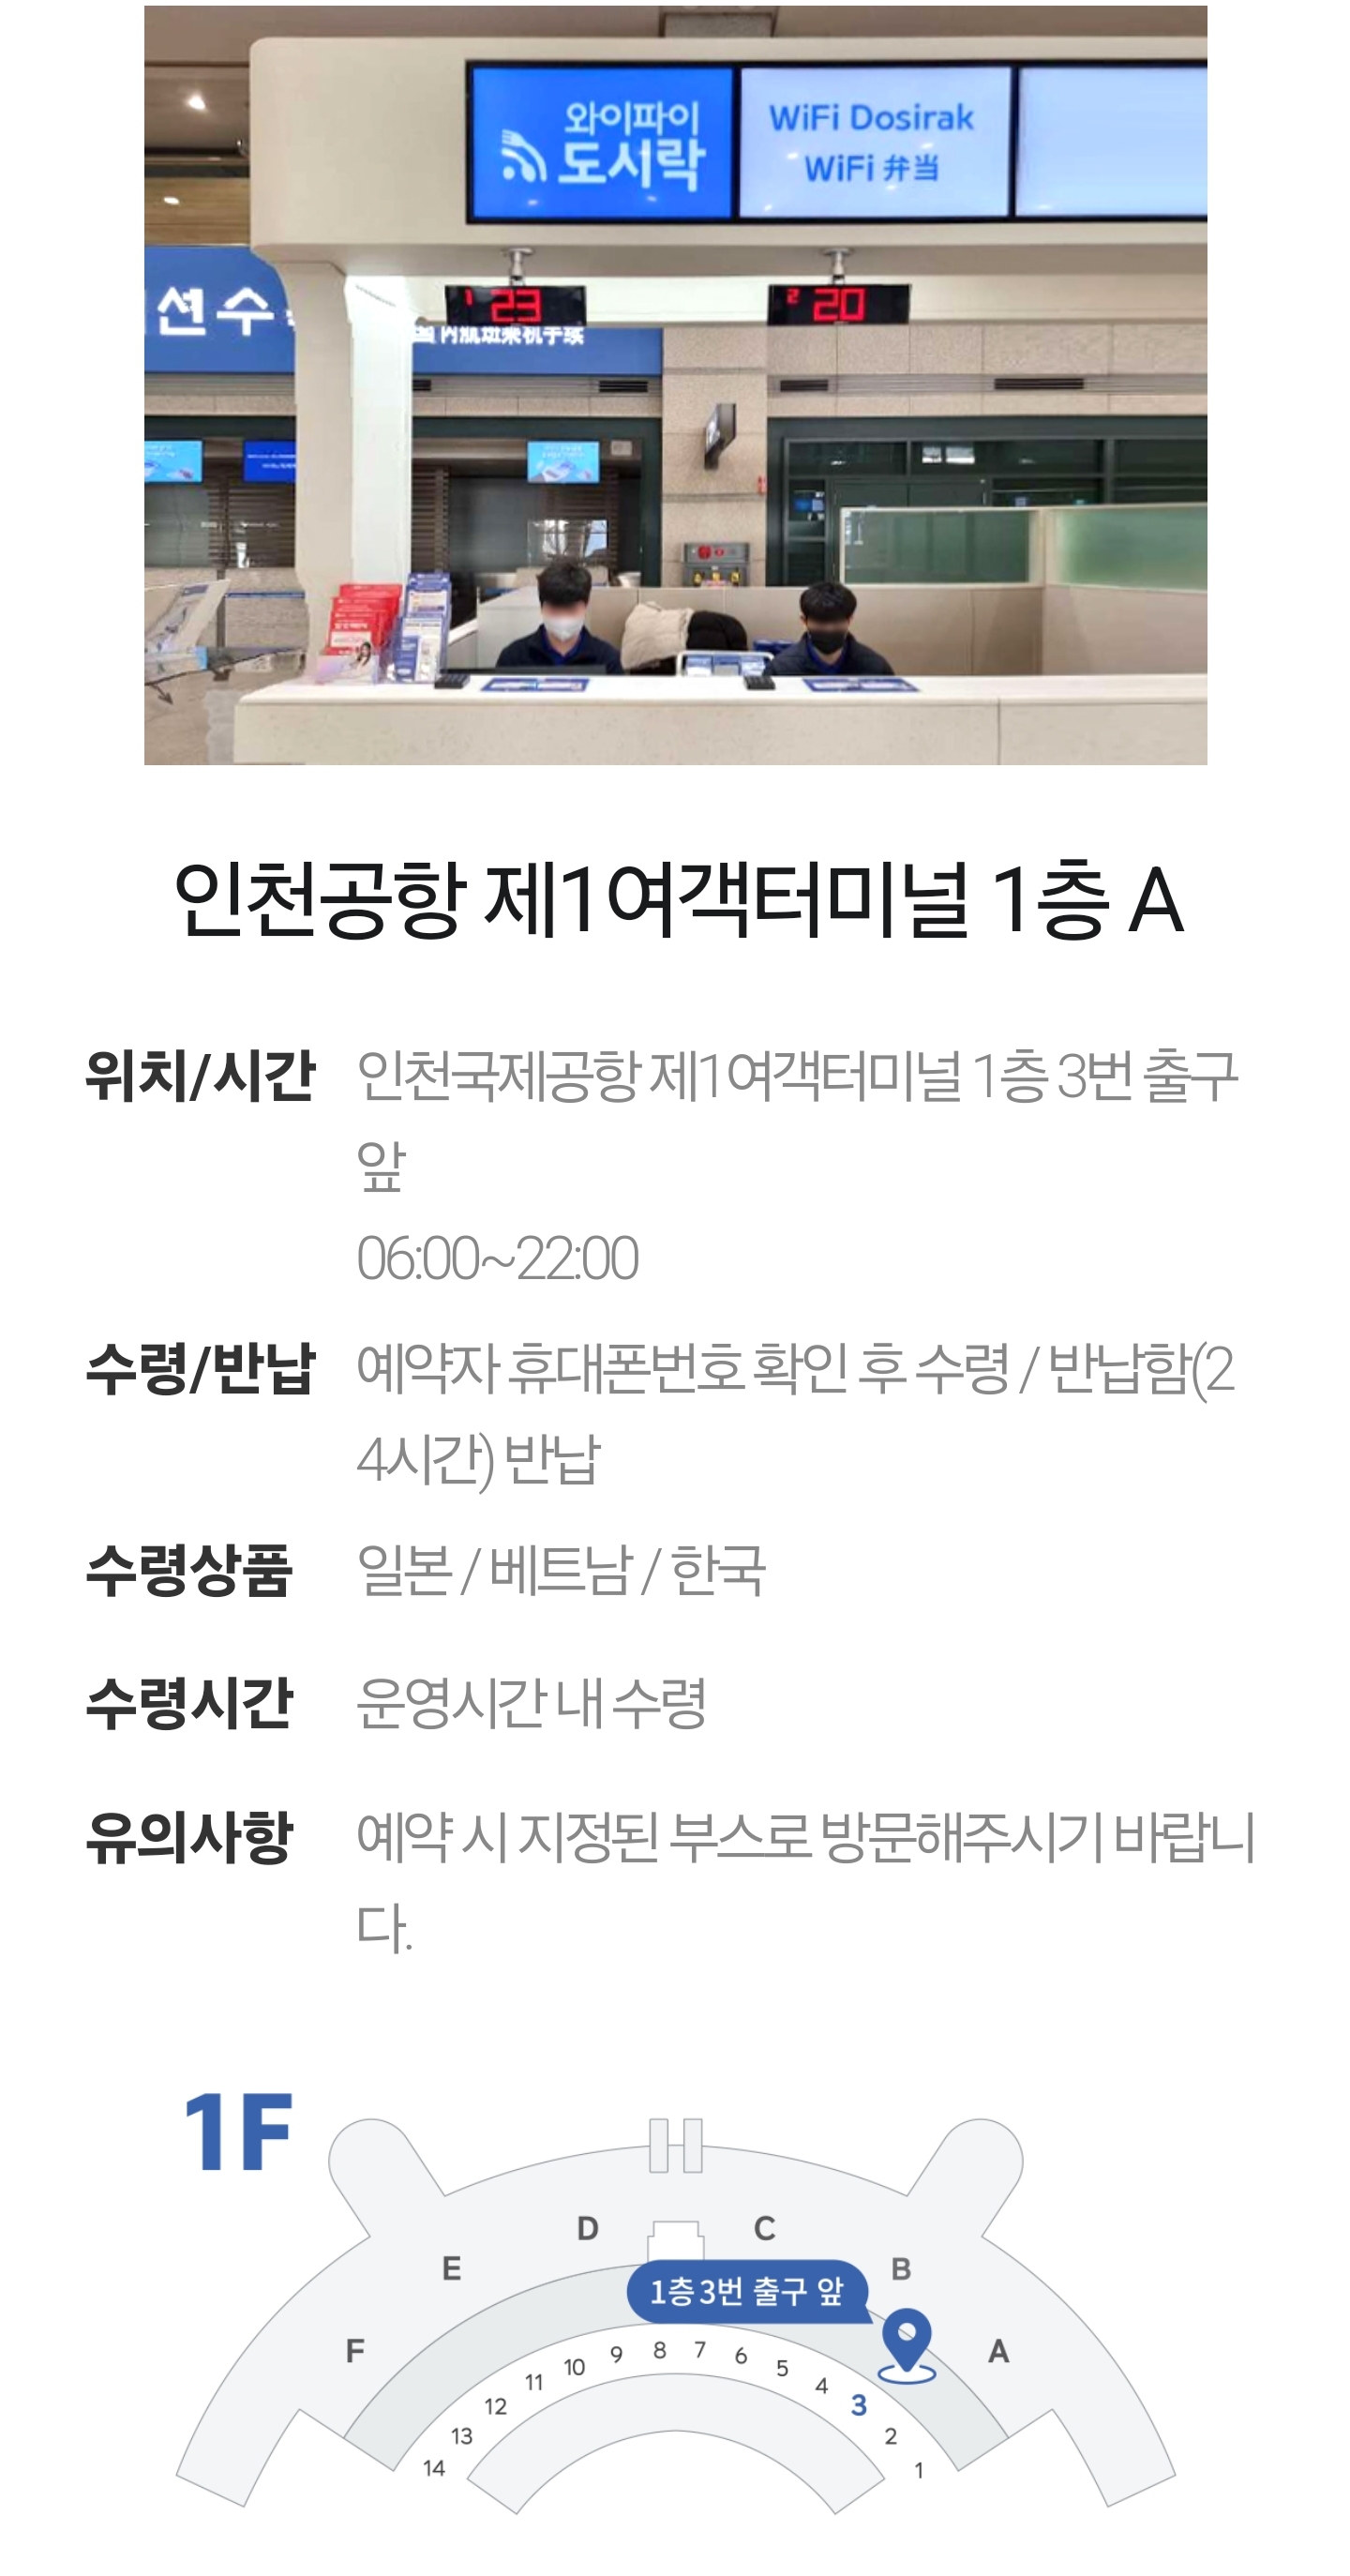 와이파이
도시락
WiFi Dosirak
WiFi 弁当
1 23
2 20
선수
内航班乘机手续
인천공항 제1여객터미널 1층 A
위치/시간 인천국제공항 제1여객터미널 1층 3번 출구
앞
06:00~22:00
수령/반납 예약자 휴대폰번호 확인 후 수령 / 반납함(2
4시간) 반납
수령상품 일본 / 베트남 / 한국
수령시간 운영시간 내 수령
유의사항 예약 시 지정된 부스로 방문해주시기 바랍니
다.
1F
D C
E B
1층 3번 출구 앞
F A
14 13 12 11 10 9 8 7 6 5 4 3 2 1